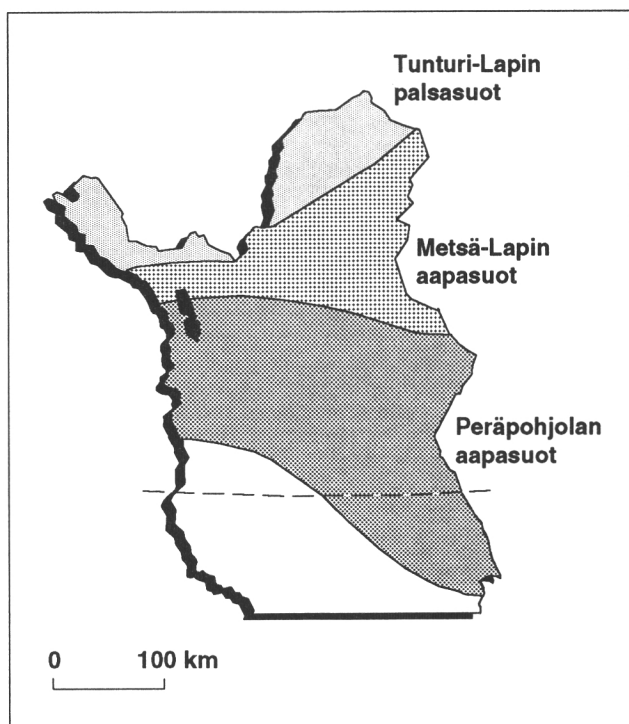 Tunturi-Lapin
palsasuot
Metsä-Lapin
aapasuot
Peräpohjolan
aapasuot
0 100 km